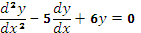 d²y/dx² − 5 dy/dx + 6y = 0